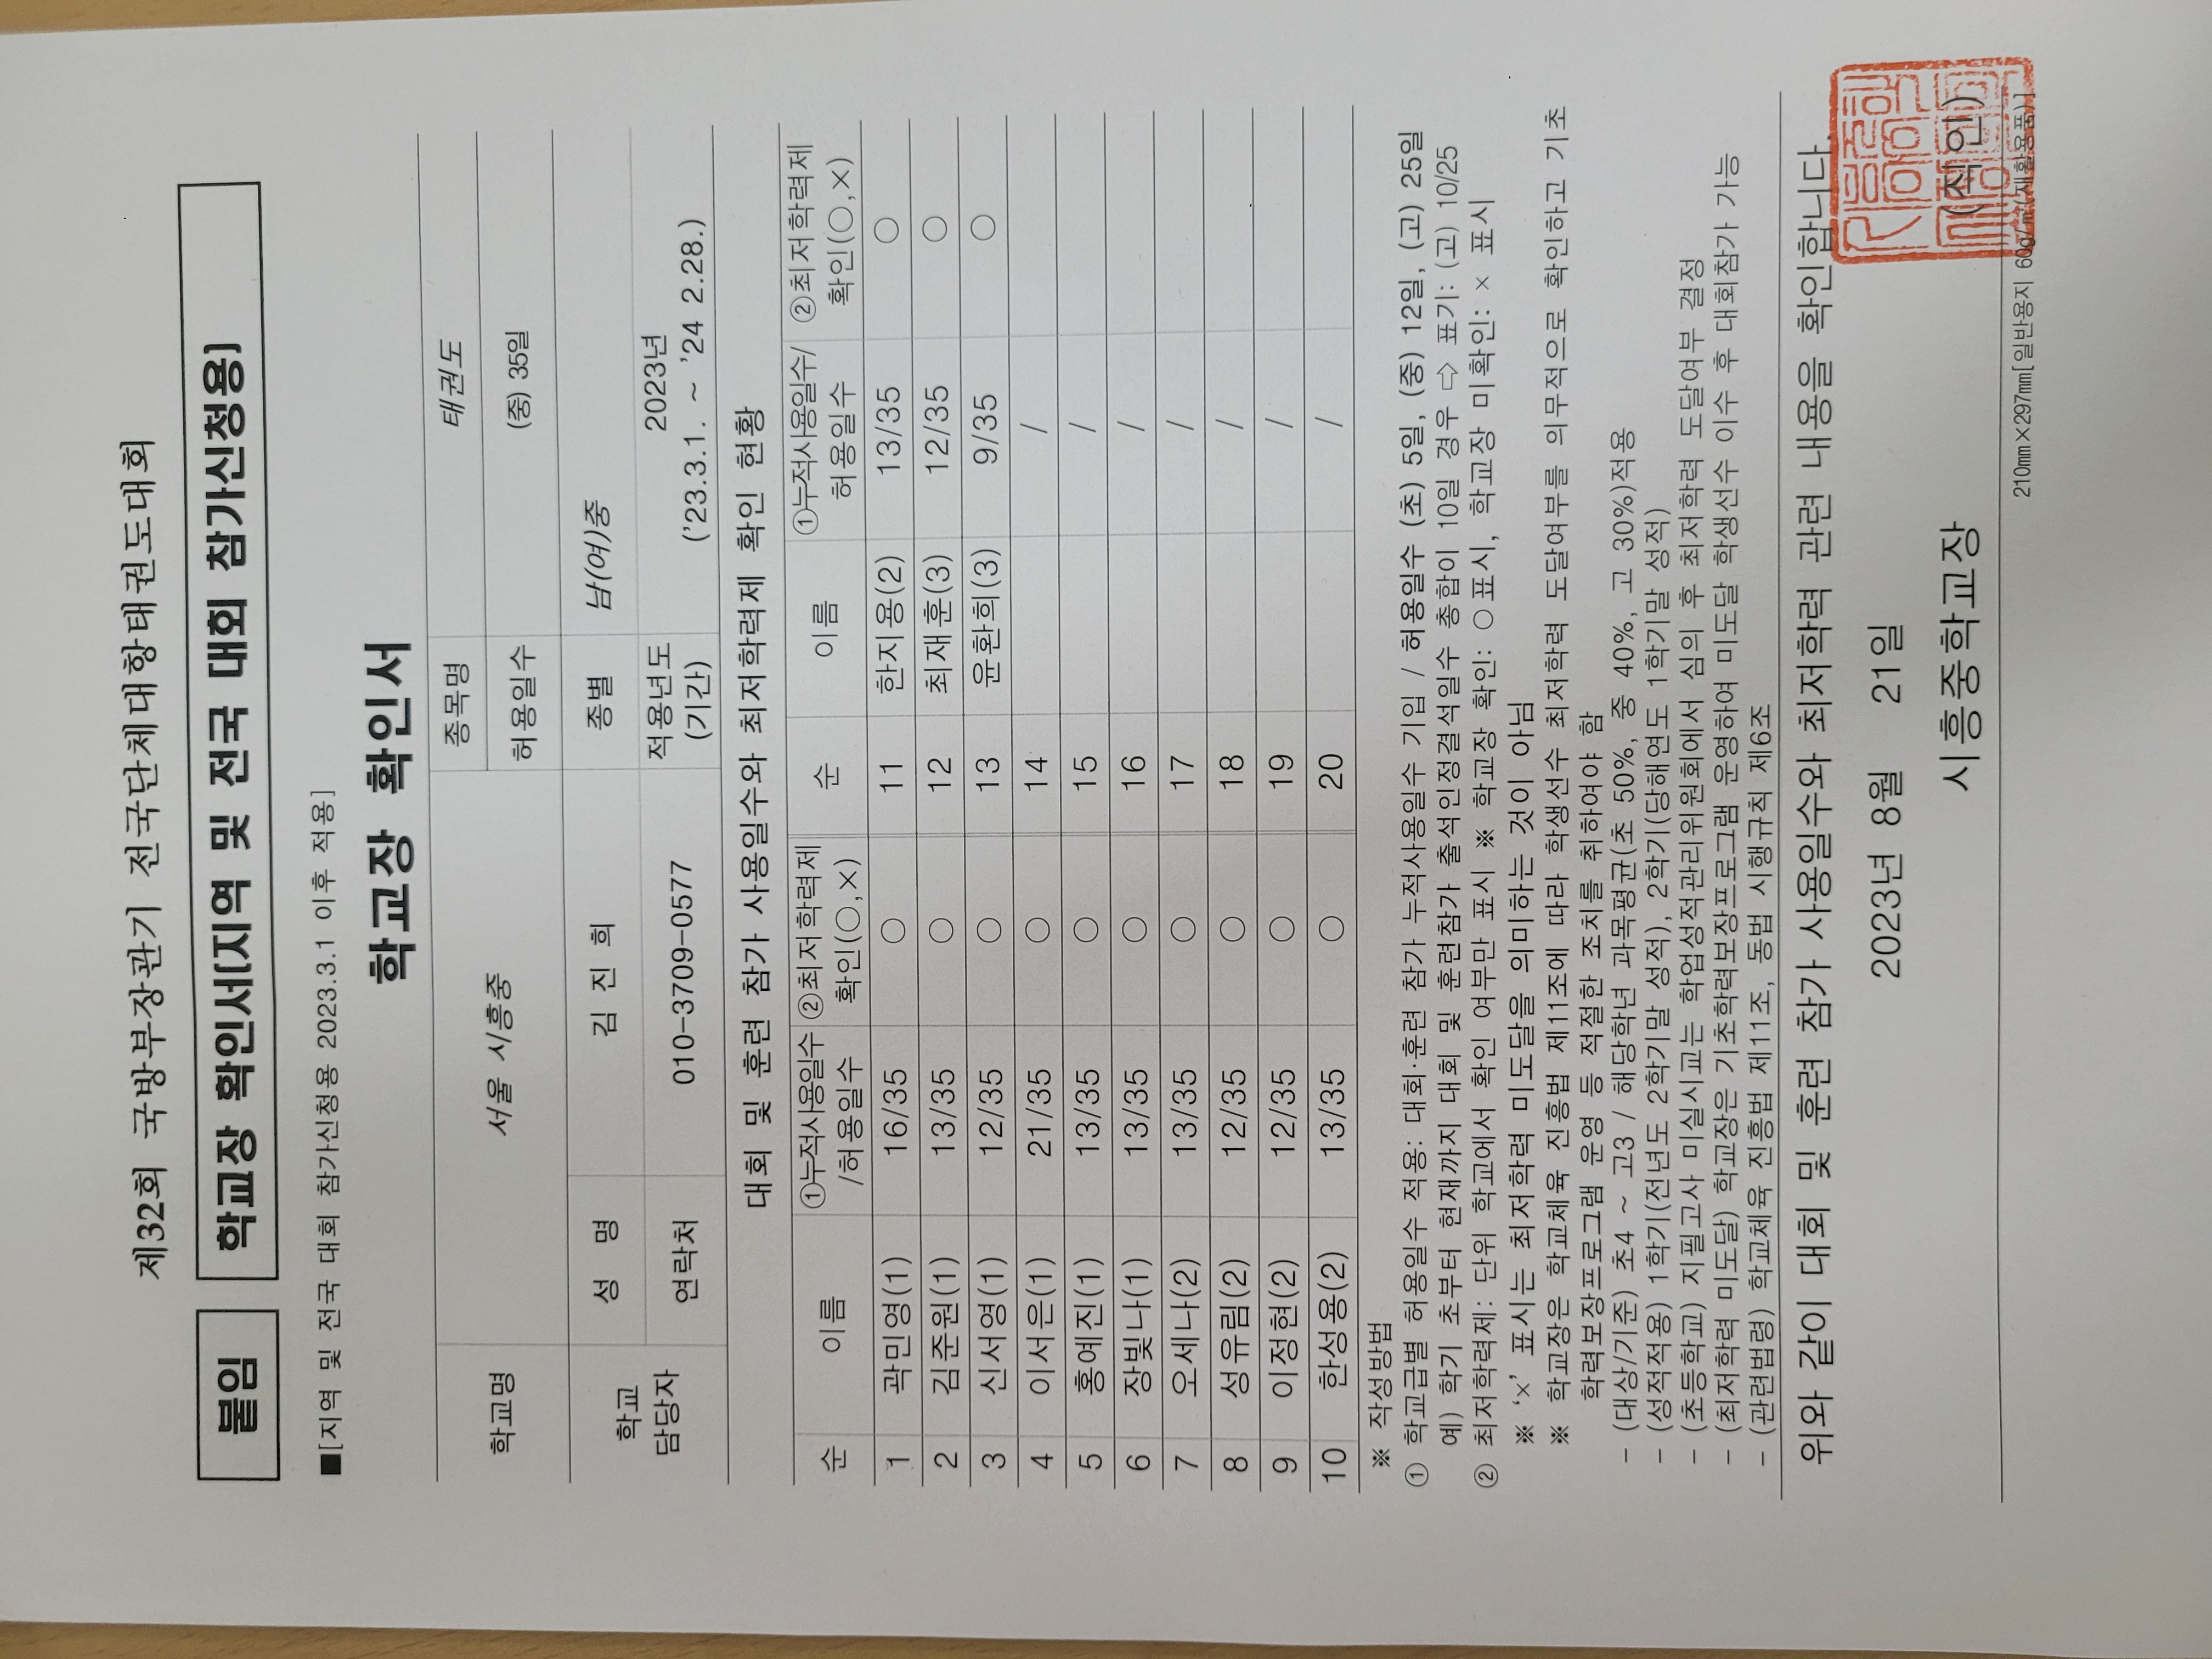 제32회 국방부장관기 전국단체대항태권도대회
붙임 학교장 확인서[지역 및 전국 대회 참가신청용]
■[지역 및 전국 대회 참가신청용 2023.3.1 이후 적용]
학교장 확인서
학교명 서울 시흥중 종목명 태권도
허용일수 (중) 35일
학교 담당자 성 명 김 진 희 종별 남(여)중
연락처 010-3709-0577 적용년도 (기간) 2023년 ('23.3.1. ~ '24 2.28.)
대회 및 훈련 참가 사용일수와 최저학력제 확인 현황
순 이름 ①누적사용일수/허용일수 ②최저학력제 확인(○,×) 순 이름 ①누적사용일수/허용일수 ②최저학력제 확인(○,×)
1 곽민영(1) 16/35 ○ 11 한지용(2) 13/35 ○
2 김준원(1) 13/35 ○ 12 최재훈(3) 12/35 ○
3 신서영(1) 12/35 ○ 13 윤환희(3) 9/35 ○
4 이서은(1) 21/35 ○ 14 /
5 홍예진(1) 13/35 ○ 15 /
6 장빛나(1) 13/35 ○ 16 /
7 오세나(2) 13/35 ○ 17 /
8 성유림(2) 12/35 ○ 18 /
9 이정현(2) 12/35 ○ 19 /
10 한성용(2) 13/35 ○ 20 /
※ 작성방법
① 학교급별 허용일수 적용: 대회·훈련 참가 누적사용일수 기입 / 허용일수 (초) 5일, (중) 12일, (고) 25일
예) 학기 초부터 현재까지 대회 및 훈련참가 출석인정결석일수 총합이 10일 경우 ⇨ 표기: (고) 10/25
② 최저학력제: 단위 학교에서 확인 여부만 표시 ※ 학교장 확인: ○ 표시, 학교장 미확인: × 표시
※ '×' 표시는 최저학력 미도달을 의미하는 것이 아님
※ 학교장은 학교체육 진흥법 제11조에 따라 학생선수 최저학력 도달여부를 의무적으로 확인하고 기초
학력보장프로그램 운영 등 적절한 조치를 취하여야 함
- (대상/기준) 초4 ~ 고3 / 해당학년 과목평균(초 50%, 중 40%, 고 30%)적용
- (성적적용) 1학기(전년도 2학기말 성적), 2학기(당해연도 1학기말 성적)
- (초등학교) 지필고사 미실시교는 학업성적관리위원회에서 심의 후 최저학력 도달여부 결정
- (최저학력 미도달) 학교장은 기초학력보장프로그램 운영하여 미도달 학생선수 이수 후 대회참가 가능
- (관련법령) 학교체육 진흥법 제11조, 동법 시행규칙 제6조
위와 같이 대회 및 훈련 참가 사용일수와 최저학력 관련 내용을 확인합니다.
2023년 8월 21일
시흥중학교장 (직인)
210mm×297mm[일반용지 60g/㎡(재활용품)]